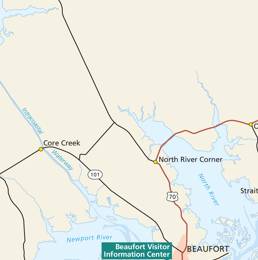 Intracoastal
Waterway
Core Creek
North River Corner
101
70
North River
Strait
Newport River
Beaufort Visitor
Information Center
BEAUFORT